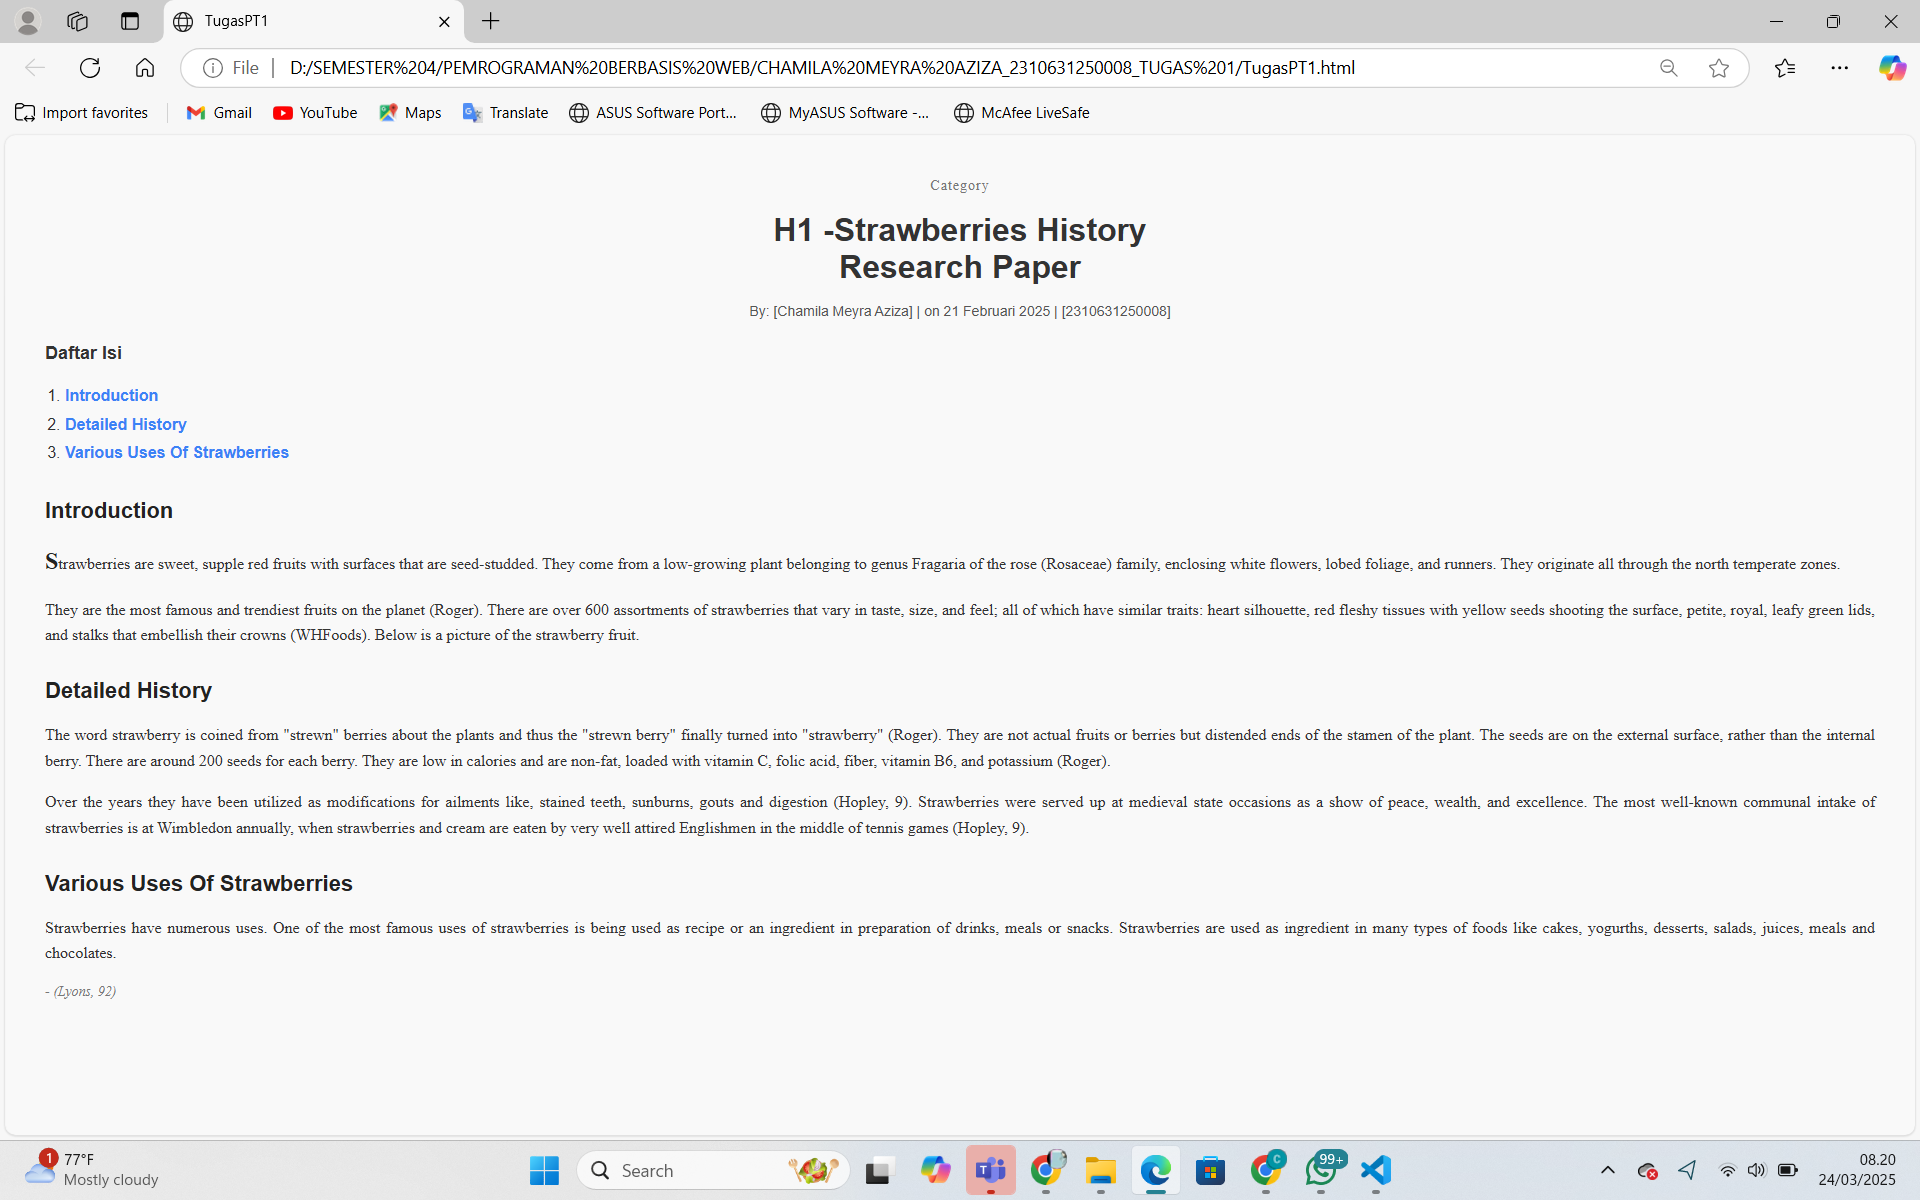 TugasPT1
File | D:/SEMESTER%204/PEMROGRAMAN%20BERBASIS%20WEB/CHAMILA%20MEYRA%20AZIZA_2310631250008_TUGAS%201/TugasPT1.html
Import favorites Gmail YouTube Maps Translate ASUS Software Port... MyASUS Software -... McAfee LiveSafe
Category
H1 -Strawberries History
Research Paper
By: [Chamila Meyra Aziza] | on 21 Februari 2025 | [2310631250008]
Daftar Isi
1. Introduction
2. Detailed History
3. Various Uses Of Strawberries
Introduction
Strawberries are sweet, supple red fruits with surfaces that are seed-studded. They come from a low-growing plant belonging to genus Fragaria of the rose (Rosaceae) family, enclosing white flowers, lobed foliage, and runners. They originate all through the north temperate zones.
They are the most famous and trendiest fruits on the planet (Roger). There are over 600 assortments of strawberries that vary in taste, size, and feel; all of which have similar traits: heart silhouette, red fleshy tissues with yellow seeds shooting the surface, petite, royal, leafy green lids,
and stalks that embellish their crowns (WHFoods). Below is a picture of the strawberry fruit.
Detailed History
The word strawberry is coined from "strewn" berries about the plants and thus the "strewn berry" finally turned into "strawberry" (Roger). They are not actual fruits or berries but distended ends of the stamen of the plant. The seeds are on the external surface, rather than the internal
berry. There are around 200 seeds for each berry. They are low in calories and are non-fat, loaded with vitamin C, folic acid, fiber, vitamin B6, and potassium (Roger).
Over the years they have been utilized as modifications for ailments like, stained teeth, sunburns, gouts and digestion (Hopley, 9). Strawberries were served up at medieval state occasions as a show of peace, wealth, and excellence. The most well-known communal intake of
strawberries is at Wimbledon annually, when strawberries and cream are eaten by very well attired Englishmen in the middle of tennis games (Hopley, 9).
Various Uses Of Strawberries
Strawberries have numerous uses. One of the most famous uses of strawberries is being used as recipe or an ingredient in preparation of drinks, meals or snacks. Strawberries are used as ingredient in many types of foods like cakes, yogurths, desserts, salads, juices, meals and
chocolates.
- (Lyons, 92)
1
77°F
Mostly cloudy
Search
C
99+
08.20
24/03/2025